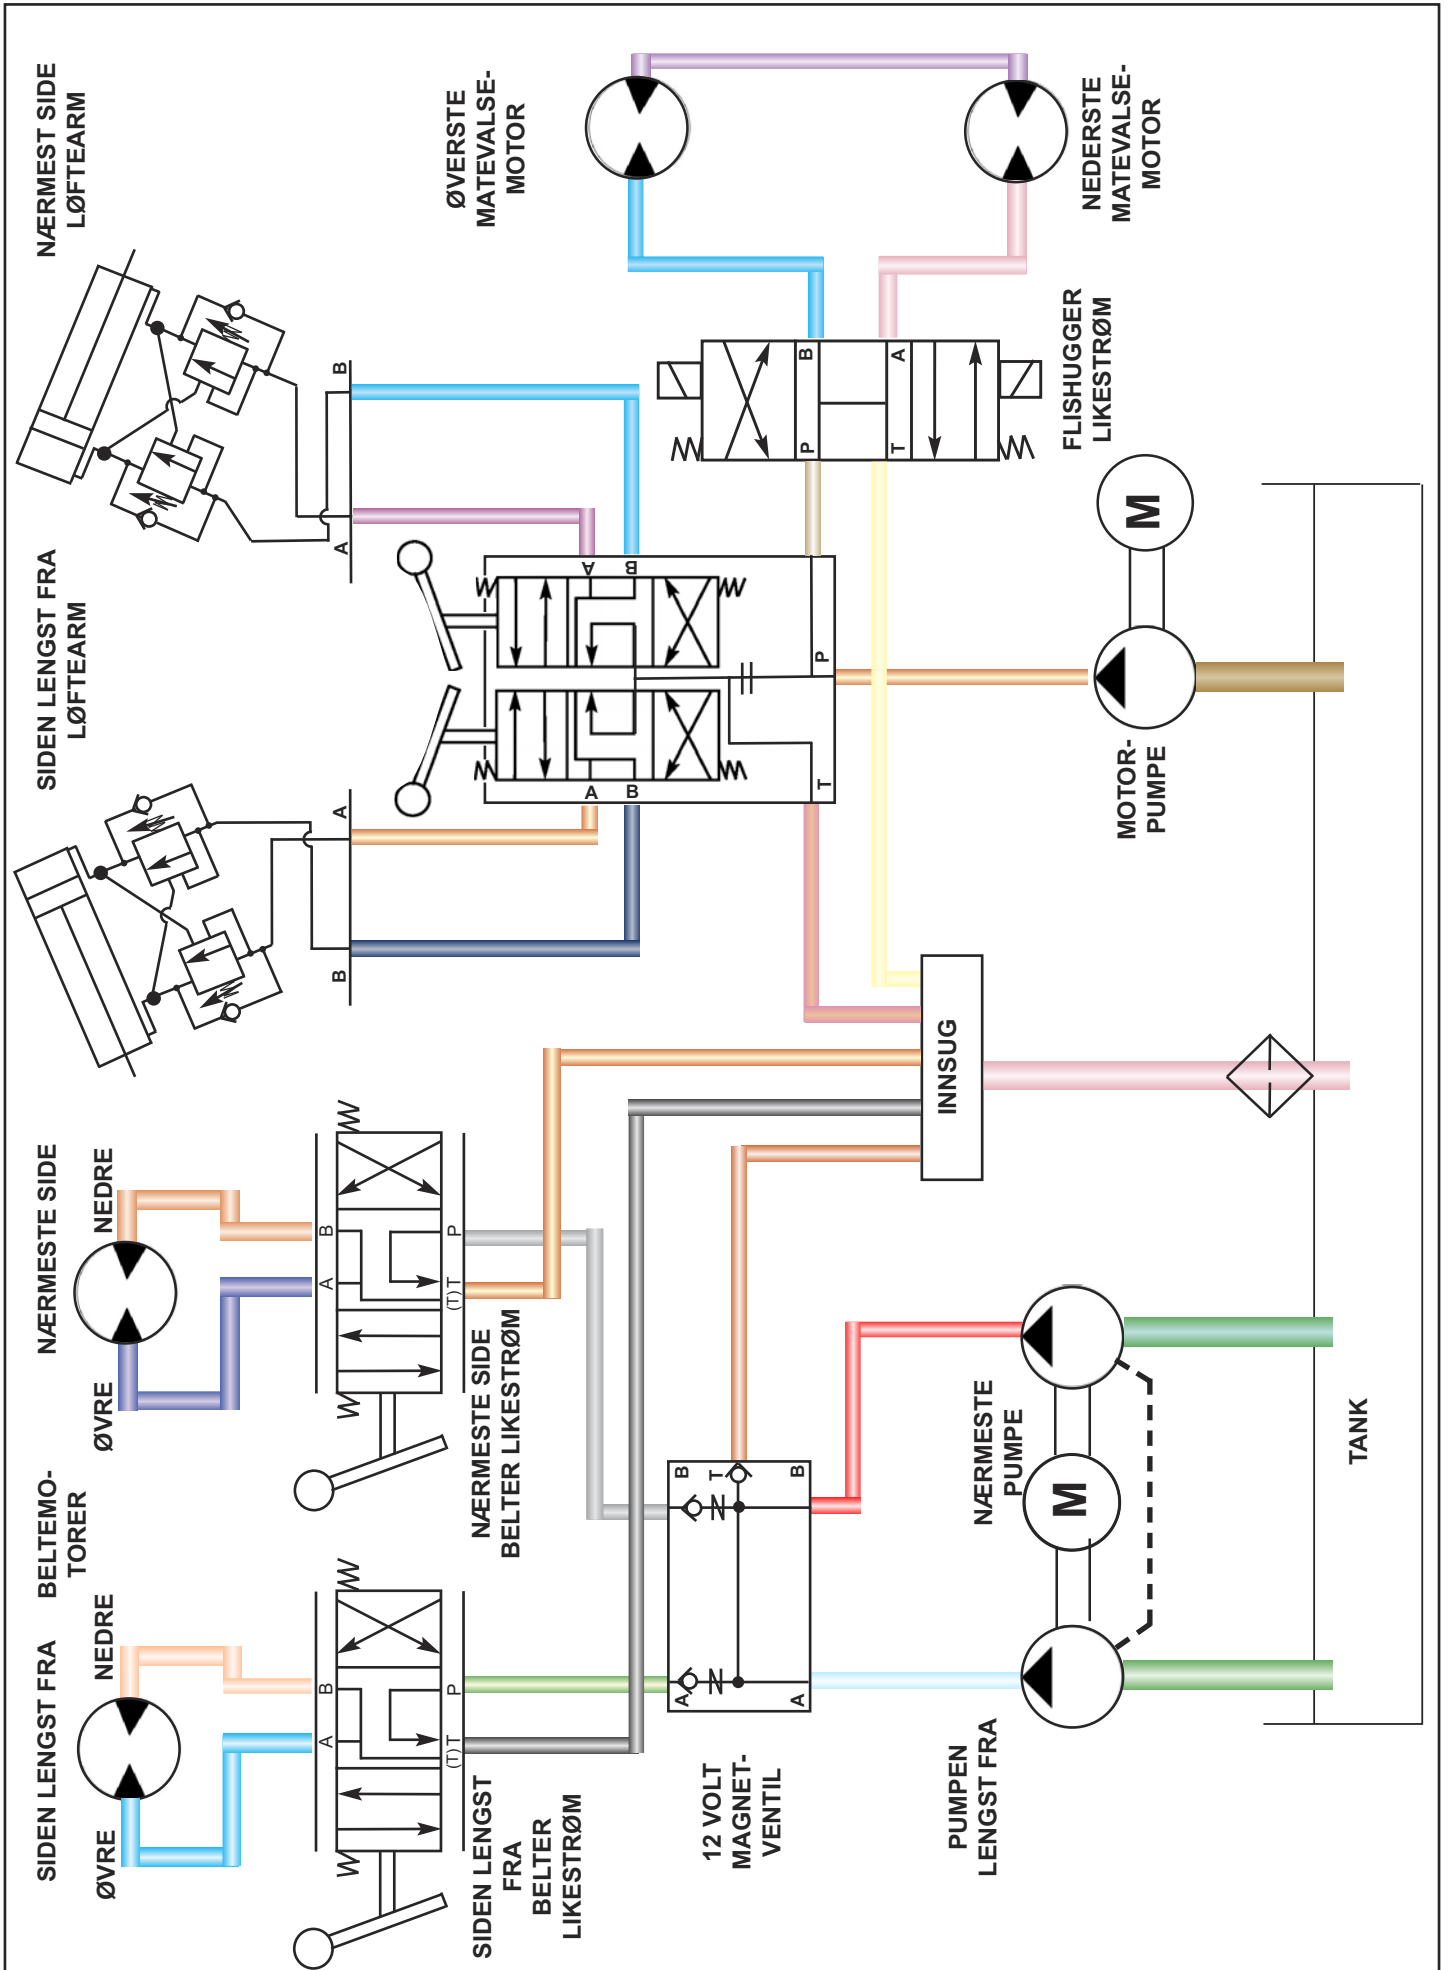 SIDEN LENGST FRA
ØVRE
NEDRE
BELTEMO-
TORER
NÆRMESTE SIDE
ØVRE
NEDRE
SIDEN LENGST FRA
LØFTEARM
NÆRMEST SIDE
LØFTEARM
A
B
A
B
B
A
A
B
(T) T
P
(T) T
P
SIDEN LENGST
FRA
BELTER
LIKESTRØM
NÆRMESTE SIDE
BELTER LIKESTRØM
ØVERSTE
MATEVALSE-
MOTOR
A
B
A
B
A
B
T
A
B
12 VOLT
MAGNET-
VENTIL
T
P
P
B
T
A
INNSUG
PUMPEN
LENGST FRA
NÆRMESTE
PUMPE
M
MOTOR-
PUMPE
M
FLISHUGGER
LIKESTRØM
NEDERSTE
MATEVALSE-
MOTOR
TANK